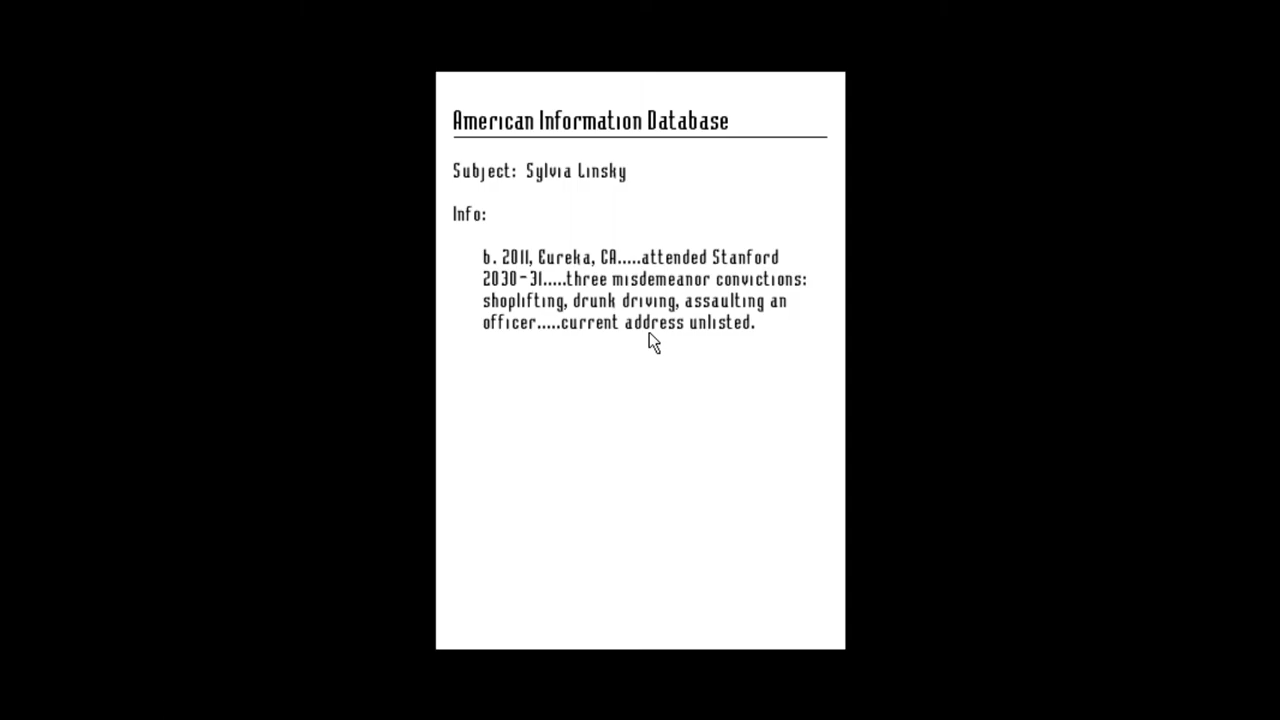 American Information Database
Subject: Sylvia Linsky
Info:
b. 2011, Eureka, CA.....attended Stanford
2030-31.....three misdemeanor convictions:
shoplifting, drunk driving, assaulting an
officer.....current address unlisted.